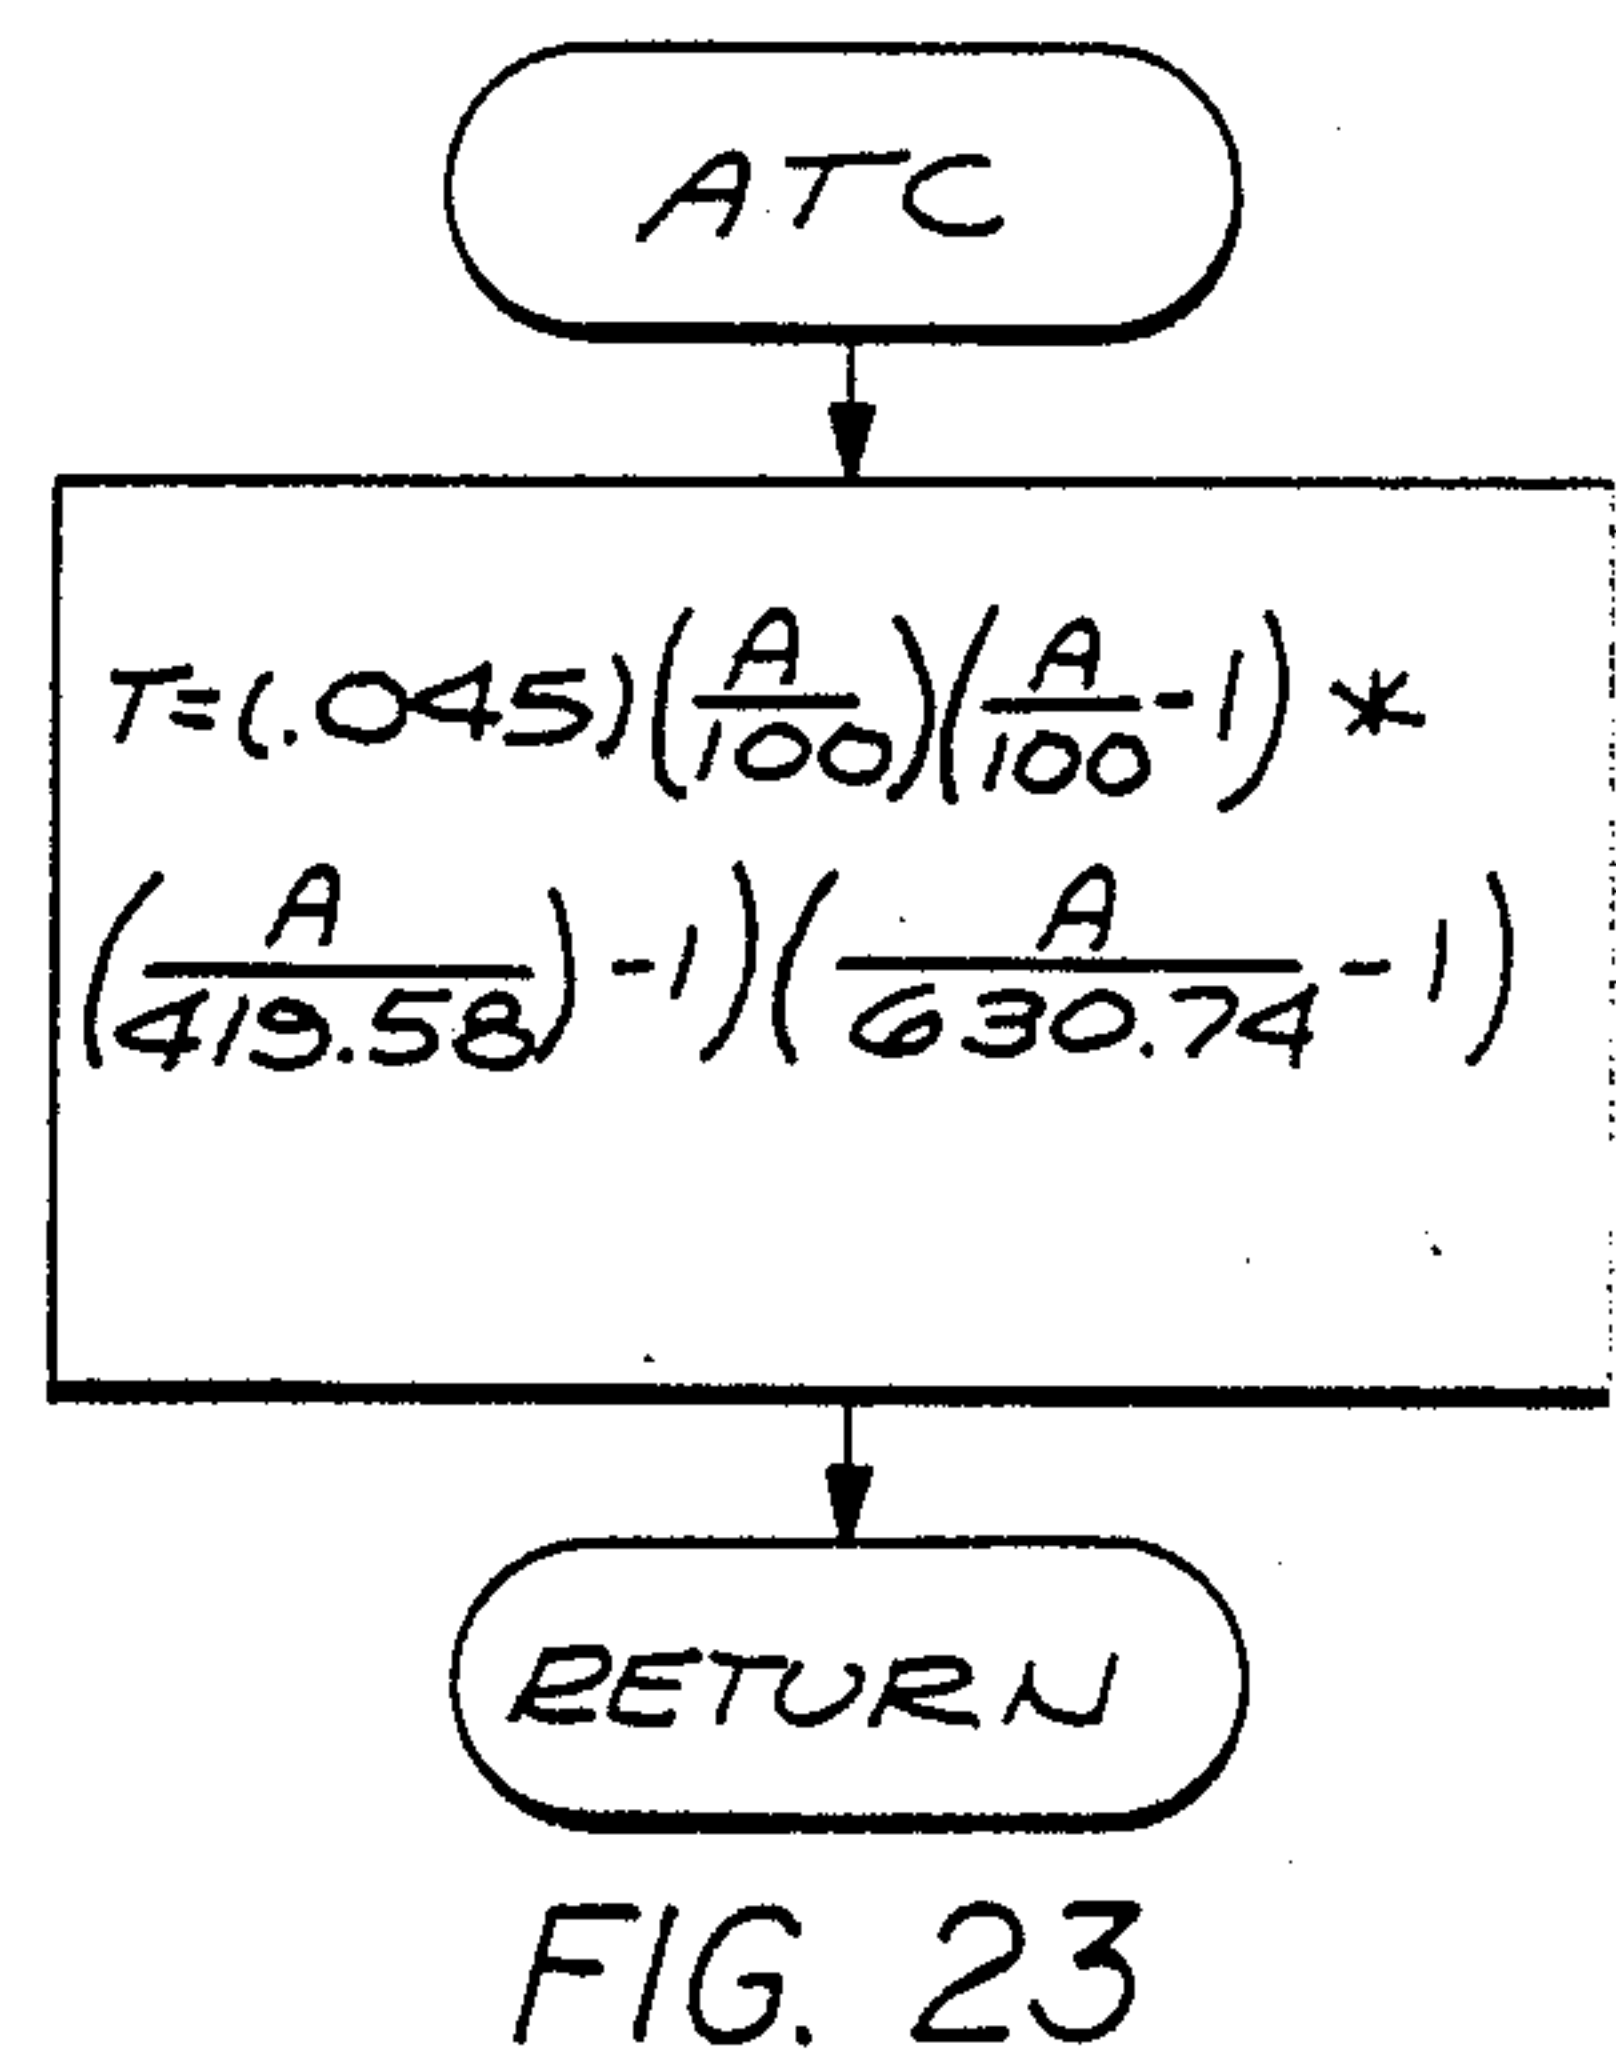 ATC
T=(.045)(A/100)(A/100-1)*
(A/419.58)-1)(A/630.74-1)
RETURN
FIG. 23